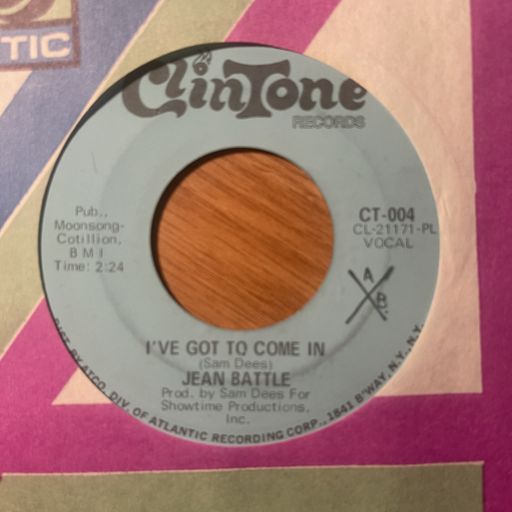 TIC
ClinTone
RECORDS
Pub.,
Moonsong-
Cotillion,
BMI
Time: 2:24
CT-004
CL-21171-PL
VOCAL
A
B
I'VE GOT TO COME IN
(Sam Dees)
JEAN BATTLE
Prod. by Sam Dees For
Showtime Productions,
Inc.
DIST. BY ATCO, DIV. OF ATLANTIC RECORDING CORP., 1841 B'WAY, N.Y., N.Y.